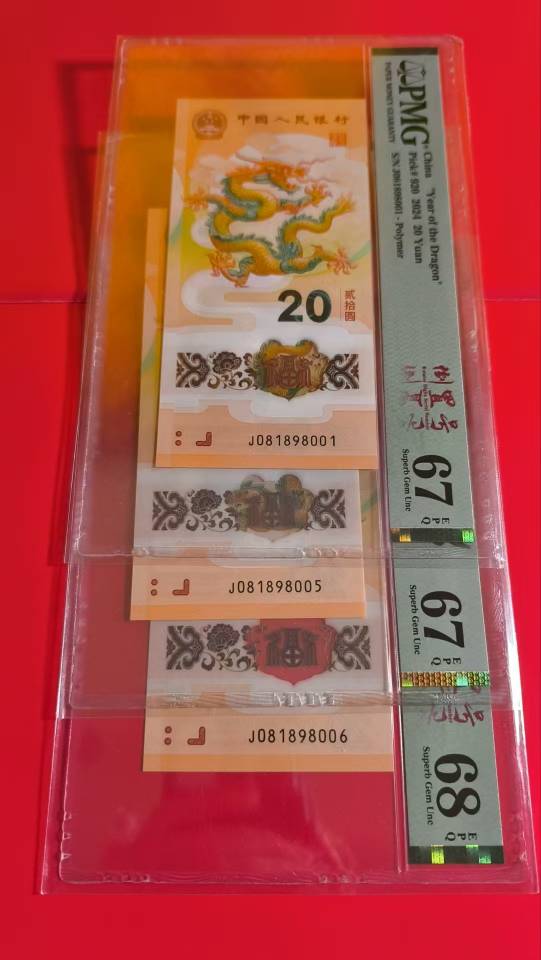 中國人民银行
20
贰拾圆
J081898001
PMG
PAPER MONEY GUARANTY
China "Year of the Dragon"
Pick# 920 2024 20 Yuan
S/N J081898001 - Polymer
67 EPQ
Superb Gem Unc
J081898005
67 EPQ
Superb Gem Unc
J081898006
68 EPQ
Superb Gem Unc